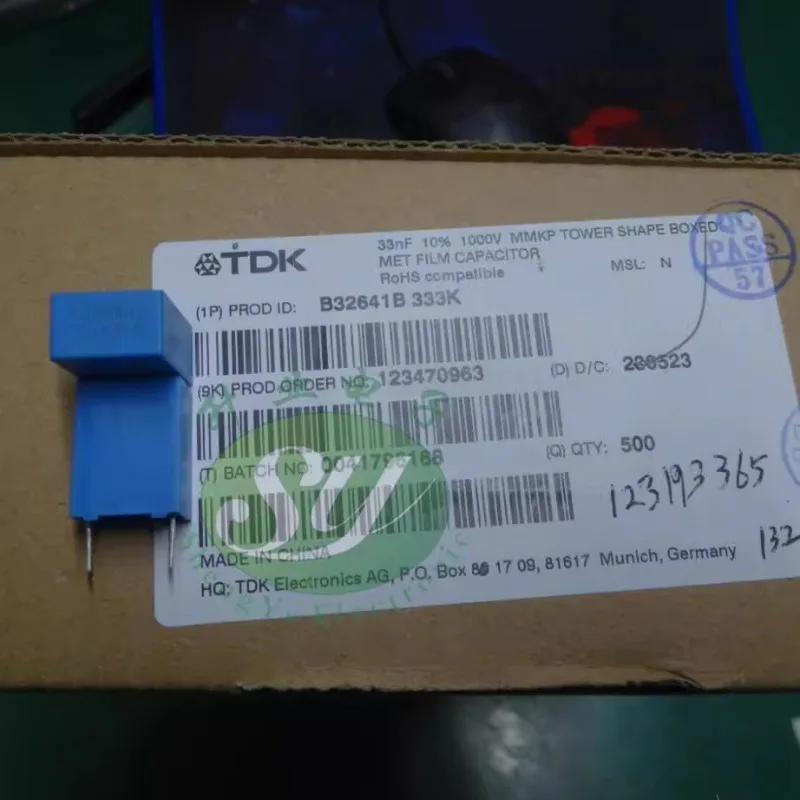 TDK
33nF 10% 1000V MMKP TOWER SHAPE BOXED
MET FILM CAPACITOR
RoHS compatible
MSL: N
QC
PASS
57
(1P) PROD ID: B32641B 333K
(9K) PROD ORDER NO: 123470963
(D) D/C:
(T) BATCH NO:
(Q) QTY: 500
SY
123193365
132
MADE IN CHINA
HQ: TDK Electronics AG, P.O. Box 80 17 09, 81617 Munich, Germany